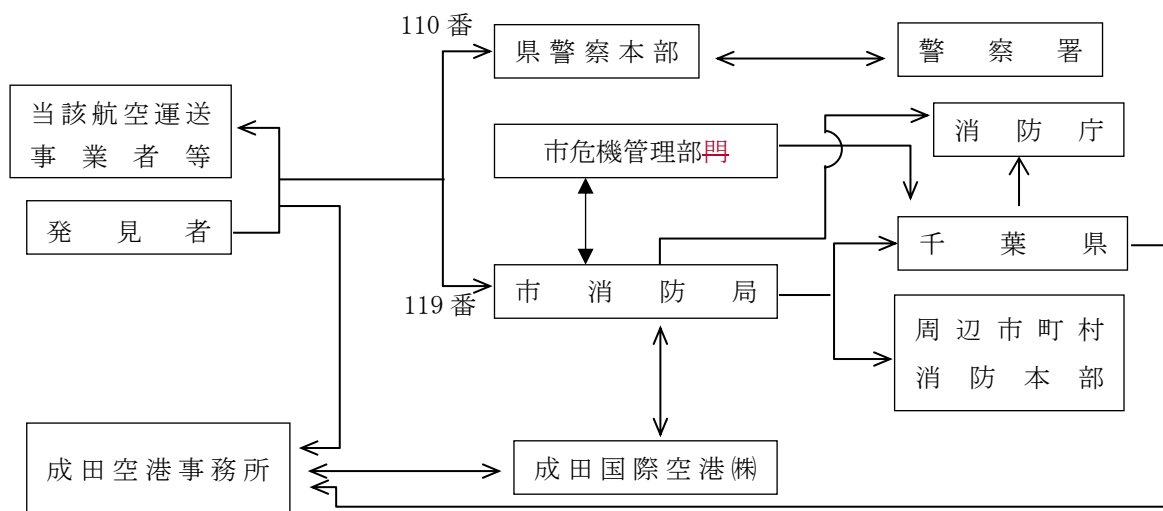 110 番
県警察本部
警察署
当該航空運送
事業者等
消防庁
市危機管理部門
発見者
千葉県
市消防局
119 番
周辺市町村
消防本部
成田空港事務所
成田国際空港㈱